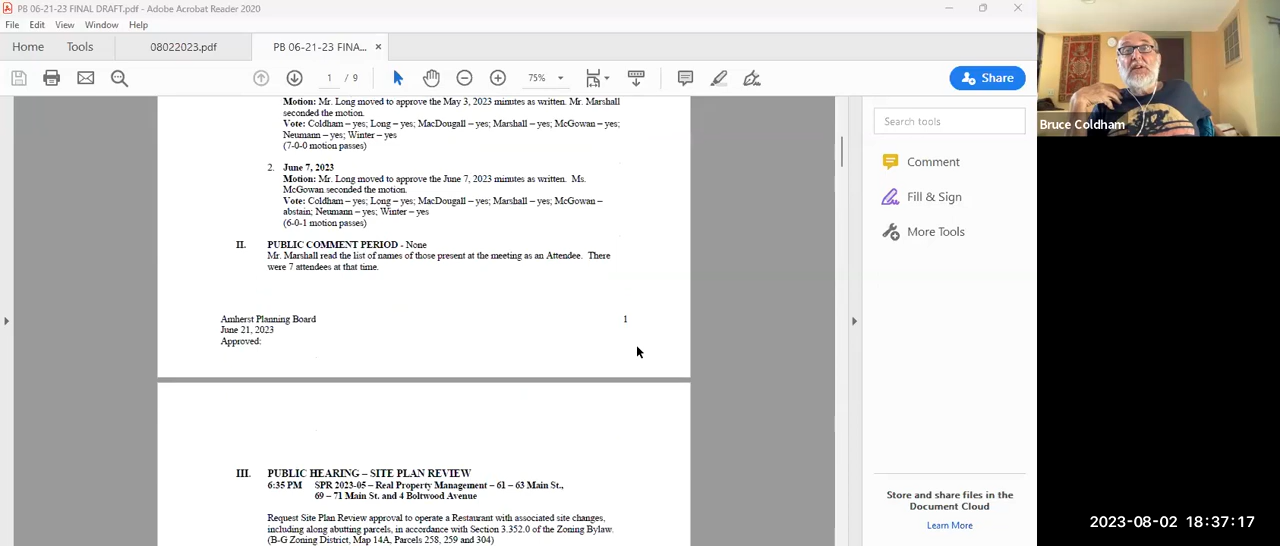 PB 06-21-23 FINAL DRAFT.pdf - Adobe Acrobat Reader 2020
File Edit View Window Help
Home Tools 08022023.pdf PB 06-21-23 FINA... ×
1 / 9 75% Share
Motion: Mr. Long moved to approve the May 3, 2023 minutes as written. Mr. Marshall
seconded the motion.
Vote: Coldham – yes; Long – yes; MacDougall – yes; Marshall – yes; McGowan – yes;
Neumann – yes; Winter – yes
(7-0-0 motion passes)
2. June 7, 2023
Motion: Mr. Long moved to approve the June 7, 2023 minutes as written. Ms.
McGowan seconded the motion.
Vote: Coldham – yes; Long – yes; MacDougall – yes; Marshall – yes; McGowan –
abstain; Neumann – yes; Winter – yes
(6-0-1 motion passes)
II. PUBLIC COMMENT PERIOD - None
Mr. Marshall read the list of names of those present at the meeting as an Attendee. There
were 7 attendees at that time.
Amherst Planning Board 1
June 21, 2023
Approved:
III. PUBLIC HEARING – SITE PLAN REVIEW
6:35 PM SPR 2023-05 – Real Property Management – 61 – 63 Main St.,
69 – 71 Main St. and 4 Boltwood Avenue
Request Site Plan Review approval to operate a Restaurant with associated site changes,
including along abutting parcels, in accordance with Section 3.352.0 of the Zoning Bylaw.
(B-G Zoning District, Map 14A, Parcels 258, 259 and 304)
Search tools
Comment
Fill & Sign
More Tools
Store and share files in the
Document Cloud
Learn More
Bruce Coldham
2023-08-02 18:37:17